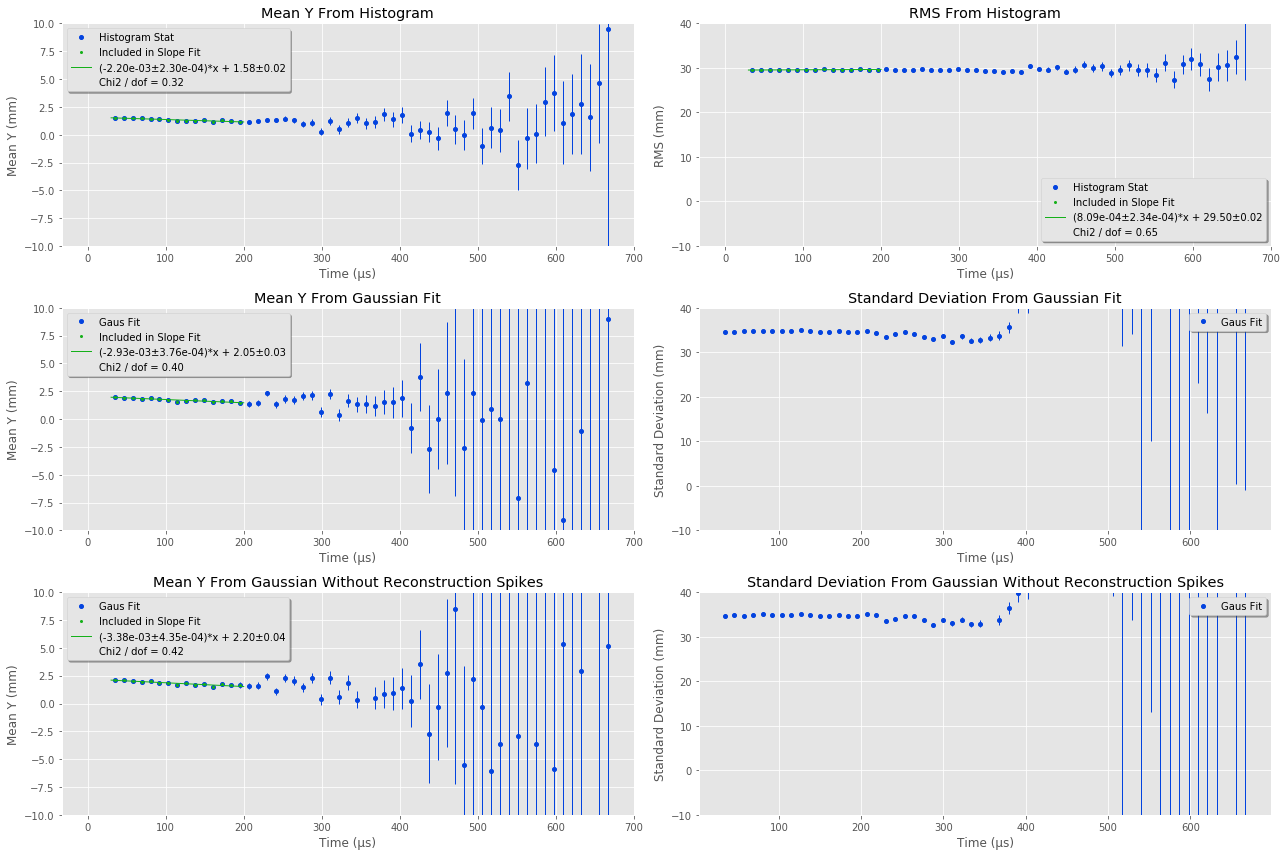 Mean Y From Histogram
Mean Y (mm)
10.0
7.5
5.0
2.5
0.0
−2.5
−5.0
−7.5
−10.0
Histogram Stat
Included in Slope Fit
(-2.20e-03±2.30e-04)*x + 1.58±0.02
Chi2 / dof = 0.32
0 100 200 300 400 500 600 700
Time (µs)
RMS From Histogram
RMS (mm)
40
30
20
10
0
−10
Histogram Stat
Included in Slope Fit
(8.09e-04±2.34e-04)*x + 29.50±0.02
Chi2 / dof = 0.65
0 100 200 300 400 500 600 700
Time (µs)
Mean Y From Gaussian Fit
Mean Y (mm)
10.0
7.5
5.0
2.5
0.0
−2.5
−5.0
−7.5
−10.0
Gaus Fit
Included in Slope Fit
(-2.93e-03±3.76e-04)*x + 2.05±0.03
Chi2 / dof = 0.40
0 100 200 300 400 500 600 700
Time (µs)
Standard Deviation From Gaussian Fit
Standard Deviation (mm)
40
30
20
10
0
−10
Gaus Fit
100 200 300 400 500 600
Time (µs)
Mean Y From Gaussian Without Reconstruction Spikes
Mean Y (mm)
10.0
7.5
5.0
2.5
0.0
−2.5
−5.0
−7.5
−10.0
Gaus Fit
Included in Slope Fit
(-3.38e-03±4.35e-04)*x + 2.20±0.04
Chi2 / dof = 0.42
0 100 200 300 400 500 600 700
Time (µs)
Standard Deviation From Gaussian Without Reconstruction Spikes
Standard Deviation (mm)
40
30
20
10
0
−10
Gaus Fit
100 200 300 400 500 600
Time (µs)